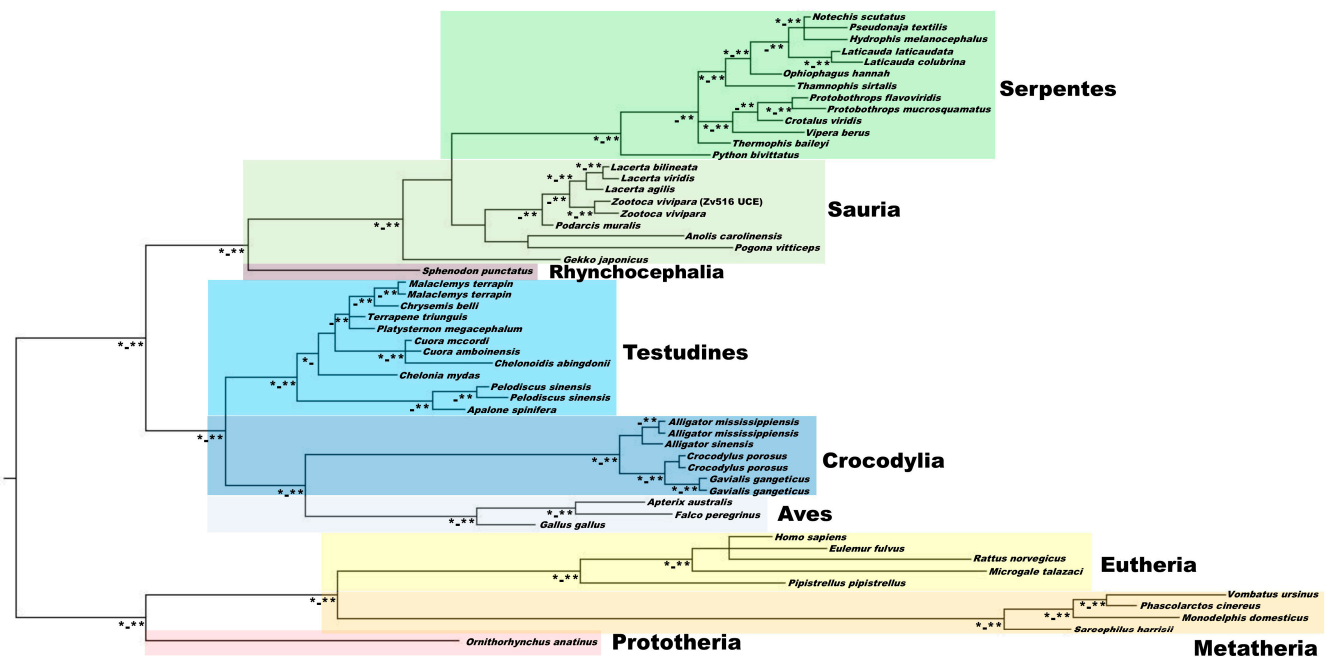 Notechis scutatus
Pseudonaja textilis
Hydrophis melanocephalus
Laticauda laticaudata
Laticauda colubrina
Ophiophagus hannah
Thamnophis sirtalis
Serpentes
Protobothrops flavoviridis
Protobothrops mucrosquamatus
Crotalus viridis
Vipera berus
Thermophis baileyi
Python bivittatus
Lacerta bilineata
Lacerta viridis
Lacerta agilis
Zootoca vivipara (Zv516 UCE)
Sauria
Zootoca vivipara
Podarcis muralis
Anolis carolinensis
Pogona vitticeps
Gekko japonicus
Sphenodon punctatus
Rhynchocephalia
Malaclemys terrapin
Malaclemys terrapin
Chrysemis belli
Terrapene triunguis
Platysternon megacephalum
Cuora mccordi
Cuora amboinensis
Testudines
Chelonoidis abingdonii
Chelonia mydas
Pelodiscus sinensis
Pelodiscus sinensis
Apalone spinifera
Alligator mississippiensis
Alligator mississippiensis
Alligator sinensis
Crocodylus porosus
Crocodylia
Crocodylus porosus
Gavialis gangeticus
Gavialis gangeticus
Apterix australis
Falco peregrinus
Aves
Gallus gallus
Homo sapiens
Eulemur fulvus
Rattus norvegicus
Eutheria
Microgale talazaci
Pipistrellus pipistrellus
Vombatus ursinus
Phascolarctos cinereus
Monodelphis domesticus
Sarcophilus harrisii
Ornithorhynchus anatinus
Prototheria
Metatheria